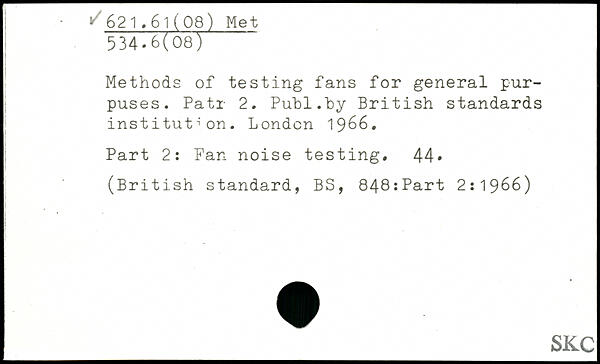 ✓ 621.61(08) Met
534.6(08)
Methods of testing fans for general pur-
puses. Patr 2. Publ.by British standards
institution. London 1966.
Part 2: Fan noise testing. 44.
(British standard, BS, 848:Part 2:1966)
SKC